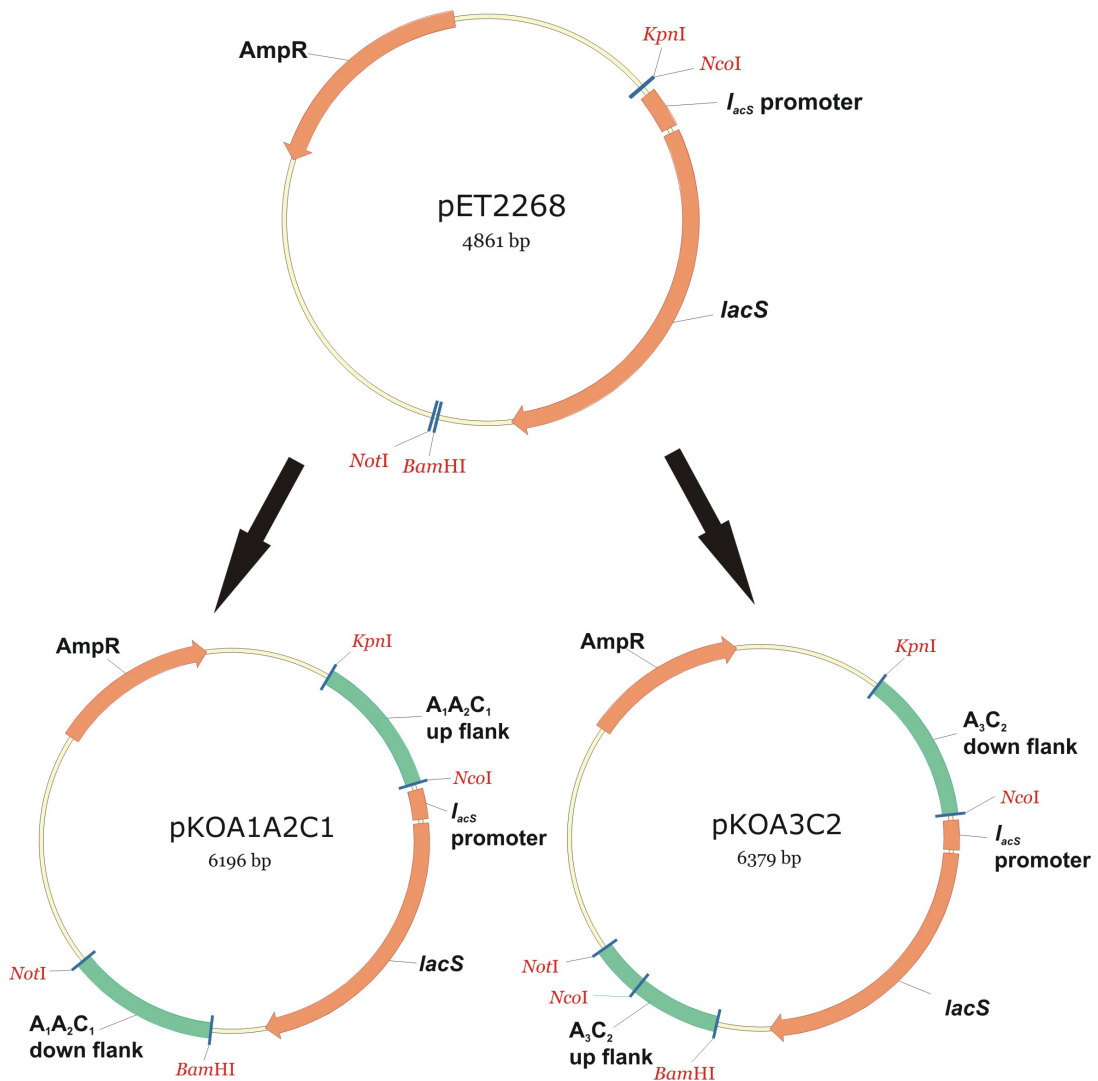 AmpR
KpnI
NcoI
lacS promoter
pET2268
4861 bp
lacS
NotI
BamHI
AmpR
KpnI
A1A2C1
up flank
NcoI
lacS
promoter
pKOA1A2C1
6196 bp
lacS
NotI
A1A2C1
down flank
BamHI
AmpR
KpnI
A3C2
down flank
NcoI
lacS
promoter
pKOA3C2
6379 bp
NotI
NcoI
lacS
A3C2
up flank
BamHI